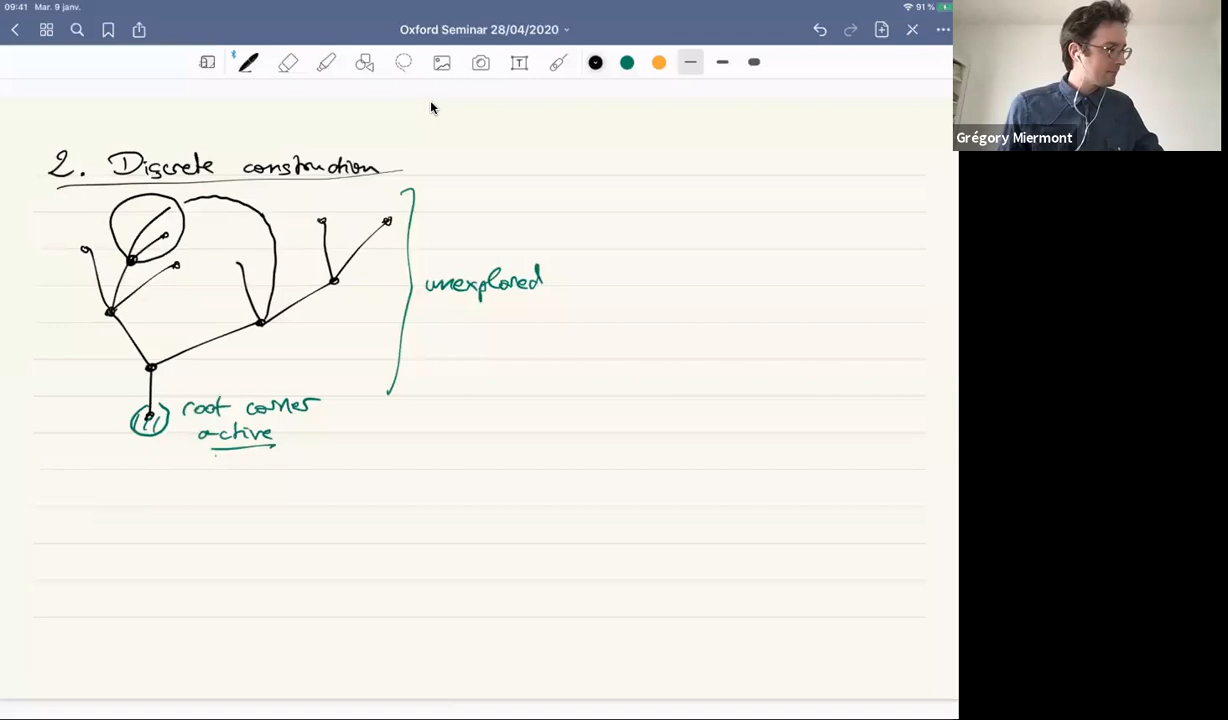 09:41 Mar. 9 janv.
91 %
Oxford Seminar 28/04/2020
Grégory Miermont
2. Discrete construction
unexplored
root corner
active